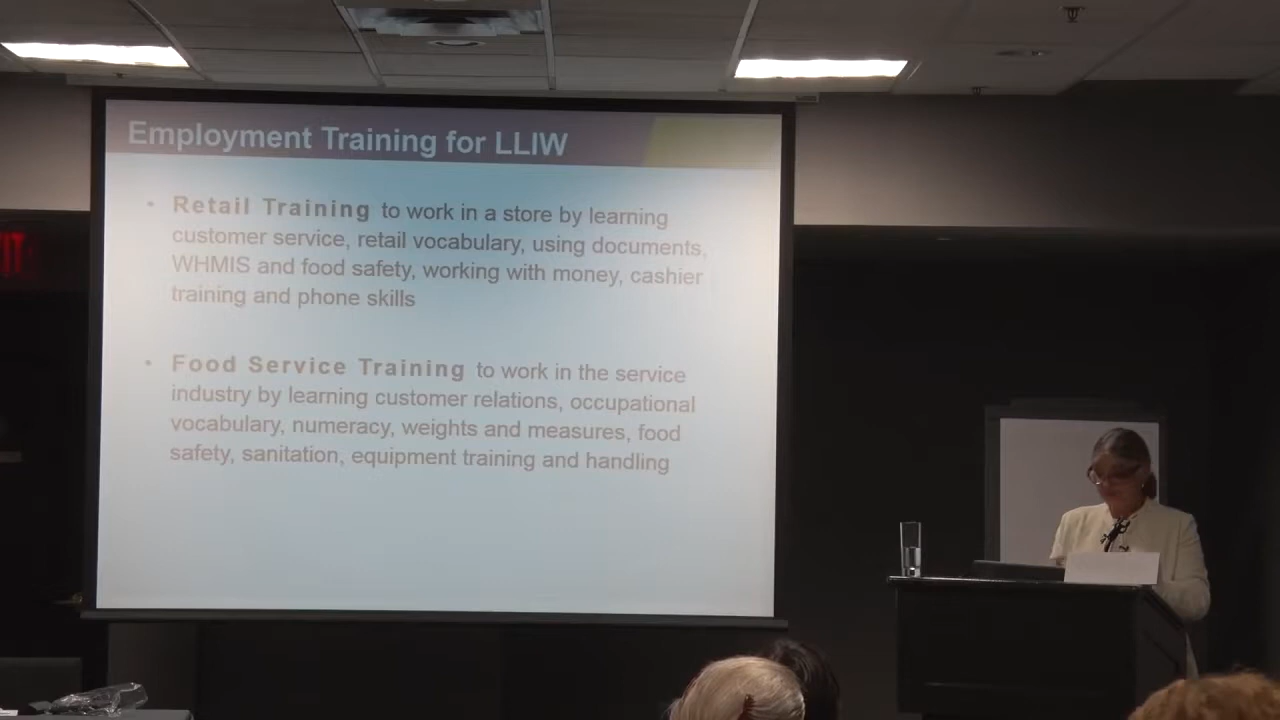 Employment Training for LLIW
• Retail Training to work in a store by learning
customer service, retail vocabulary, using documents,
WHMIS and food safety, working with money, cashier
training and phone skills
• Food Service Training to work in the service
industry by learning customer relations, occupational
vocabulary, numeracy, weights and measures, food
safety, sanitation, equipment training and handling